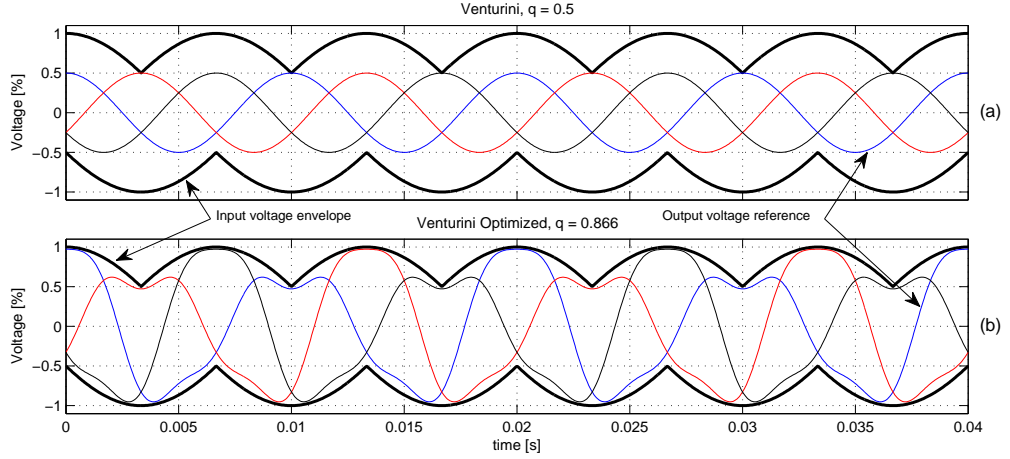 Venturini, q = 0.5
1
0.5
0
−0.5
−1
Voltage [%]
(a)
Input voltage envelope
Output voltage reference
Venturini Optimized, q = 0.866
1
0.5
0
−0.5
−1
Voltage [%]
(b)
0 0.005 0.01 0.015 0.02 0.025 0.03 0.035 0.04
time [s]